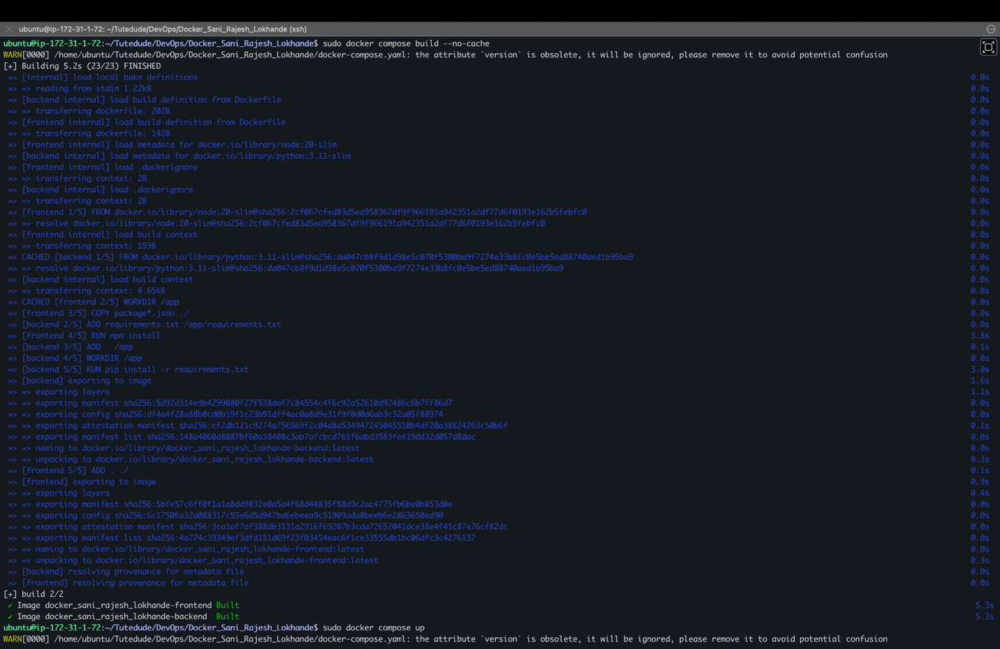 ubuntu@ip-172-31-1-72: ~/Tutedude/DevOps/Docker_Sani_Rajesh_Lokhande (ssh)
ubuntu@ip-172-31-1-72:~/Tutedude/DevOps/Docker_Sani_Rajesh_Lokhande$ sudo docker compose build --no-cache
WARN[0000] /home/ubuntu/Tutedude/DevOps/Docker_Sani_Rajesh_Lokhande/docker-compose.yaml: the attribute `version` is obsolete, it will be ignored, please remove it to avoid potential confusion
[+] Building 5.2s (23/23) FINISHED
=> [internal] load local bake definitions 0.0s
=> => reading from stdin 1.22kB 0.0s
=> [backend internal] load build definition from Dockerfile 0.0s
=> => transferring dockerfile: 202B 0.0s
=> [frontend internal] load build definition from Dockerfile 0.0s
=> => transferring dockerfile: 142B 0.0s
=> [frontend internal] load metadata for docker.io/library/node:20-slim 0.0s
=> [backend internal] load metadata for docker.io/library/python:3.11-slim 0.0s
=> [frontend internal] load .dockerignore 0.0s
=> => transferring context: 2B 0.0s
=> [backend internal] load .dockerignore 0.0s
=> => transferring context: 2B 0.0s
=> [frontend 1/5] FROM docker.io/library/node:20-slim@sha256:2cf067cfed83d5ea958367df9f966191a942351a2df77d6f0193e162b5febfc0 0.0s
=> => resolve docker.io/library/node:20-slim@sha256:2cf067cfed83d5ea958367df9f966191a942351a2df77d6f0193e162b5febfc0 0.0s
=> [frontend internal] load build context 0.0s
=> => transferring context: 159B 0.0s
=> CACHED [backend 1/5] FROM docker.io/library/python:3.11-slim@sha256:da047cb8f9d1d98e5c070f5300ba9f7274e33b8fc0e5be5ed88740aed1b95ba9 0.0s
=> => resolve docker.io/library/python:3.11-slim@sha256:da047cb8f9d1d98e5c070f5300ba9f7274e33b8fc0e5be5ed88740aed1b95ba9 0.0s
=> [backend internal] load build context 0.0s
=> => transferring context: 4.65kB 0.0s
=> CACHED [frontend 2/5] WORKDIR /app 0.0s
=> [frontend 3/5] COPY package*.json ./ 0.0s
=> [backend 2/5] ADD requirements.txt /app/requirements.txt 0.0s
=> [frontend 4/5] RUN npm install 3.8s
=> [backend 3/5] ADD . /app 0.1s
=> [backend 4/5] WORKDIR /app 0.0s
=> [backend 5/5] RUN pip install -r requirements.txt 3.0s
=> [backend] exporting to image 1.6s
=> => exporting layers 1.1s
=> => exporting manifest sha256:5d92d314e9b4299080f27f538daf7c84554c4f6c92a52610d92486c6b7ff86d7 0.0s
=> => exporting config sha256:df4a4f28a88b0cd0b19f1c23b91dff4ac0a8d9e31f9f0d0d6ab3c32a05f88974 0.0s
=> => exporting attestation manifest sha256:cf2db121c9274a756569f2c04d8a534947245045510b4df20a38824263c50b6f 0.1s
=> => exporting manifest list sha256:148a4060d8887bf60a38408c3ab7afcbcd761f6abd3583fe419dd32d057d8dac 0.0s
=> => naming to docker.io/library/docker_sani_rajesh_lokhande-backend:latest 0.0s
=> => unpacking to docker.io/library/docker_sani_rajesh_lokhande-backend:latest 0.3s
=> [frontend 5/5] ADD . ./ 0.1s
=> [frontend] exporting to image 0.9s
=> => exporting layers 0.4s
=> => exporting manifest sha256:5bfe57c6ff0f1a1a8dd9832e0a5a4f68d44835f88a9c2ac4775fb6be0b853d0e 0.0s
=> => exporting config sha256:6c17506a32a088317c55e6d5d947bd6ebeea9c51909ada8beeb6e2863650ed90 0.0s
=> => exporting attestation manifest sha256:3ca1af7af388db3131a2916f69207b3cda72652041dce38e4f41c87e76cf82dc 0.0s
=> => exporting manifest list sha256:4a774c39349ef3dfd151d69f23f03454eac6f1ce33555db1bc06dfc3c4276137 0.0s
=> => naming to docker.io/library/docker_sani_rajesh_lokhande-frontend:latest 0.0s
=> => unpacking to docker.io/library/docker_sani_rajesh_lokhande-frontend:latest 0.3s
=> [backend] resolving provenance for metadata file 0.0s
=> [frontend] resolving provenance for metadata file 0.0s
[+] build 2/2
✔ Image docker_sani_rajesh_lokhande-frontend Built 5.3s
✔ Image docker_sani_rajesh_lokhande-backend Built 5.3s
ubuntu@ip-172-31-1-72:~/Tutedude/DevOps/Docker_Sani_Rajesh_Lokhande$ sudo docker compose up
WARN[0000] /home/ubuntu/Tutedude/DevOps/Docker_Sani_Rajesh_Lokhande/docker-compose.yaml: the attribute `version` is obsolete, it will be ignored, please remove it to avoid potential confusion